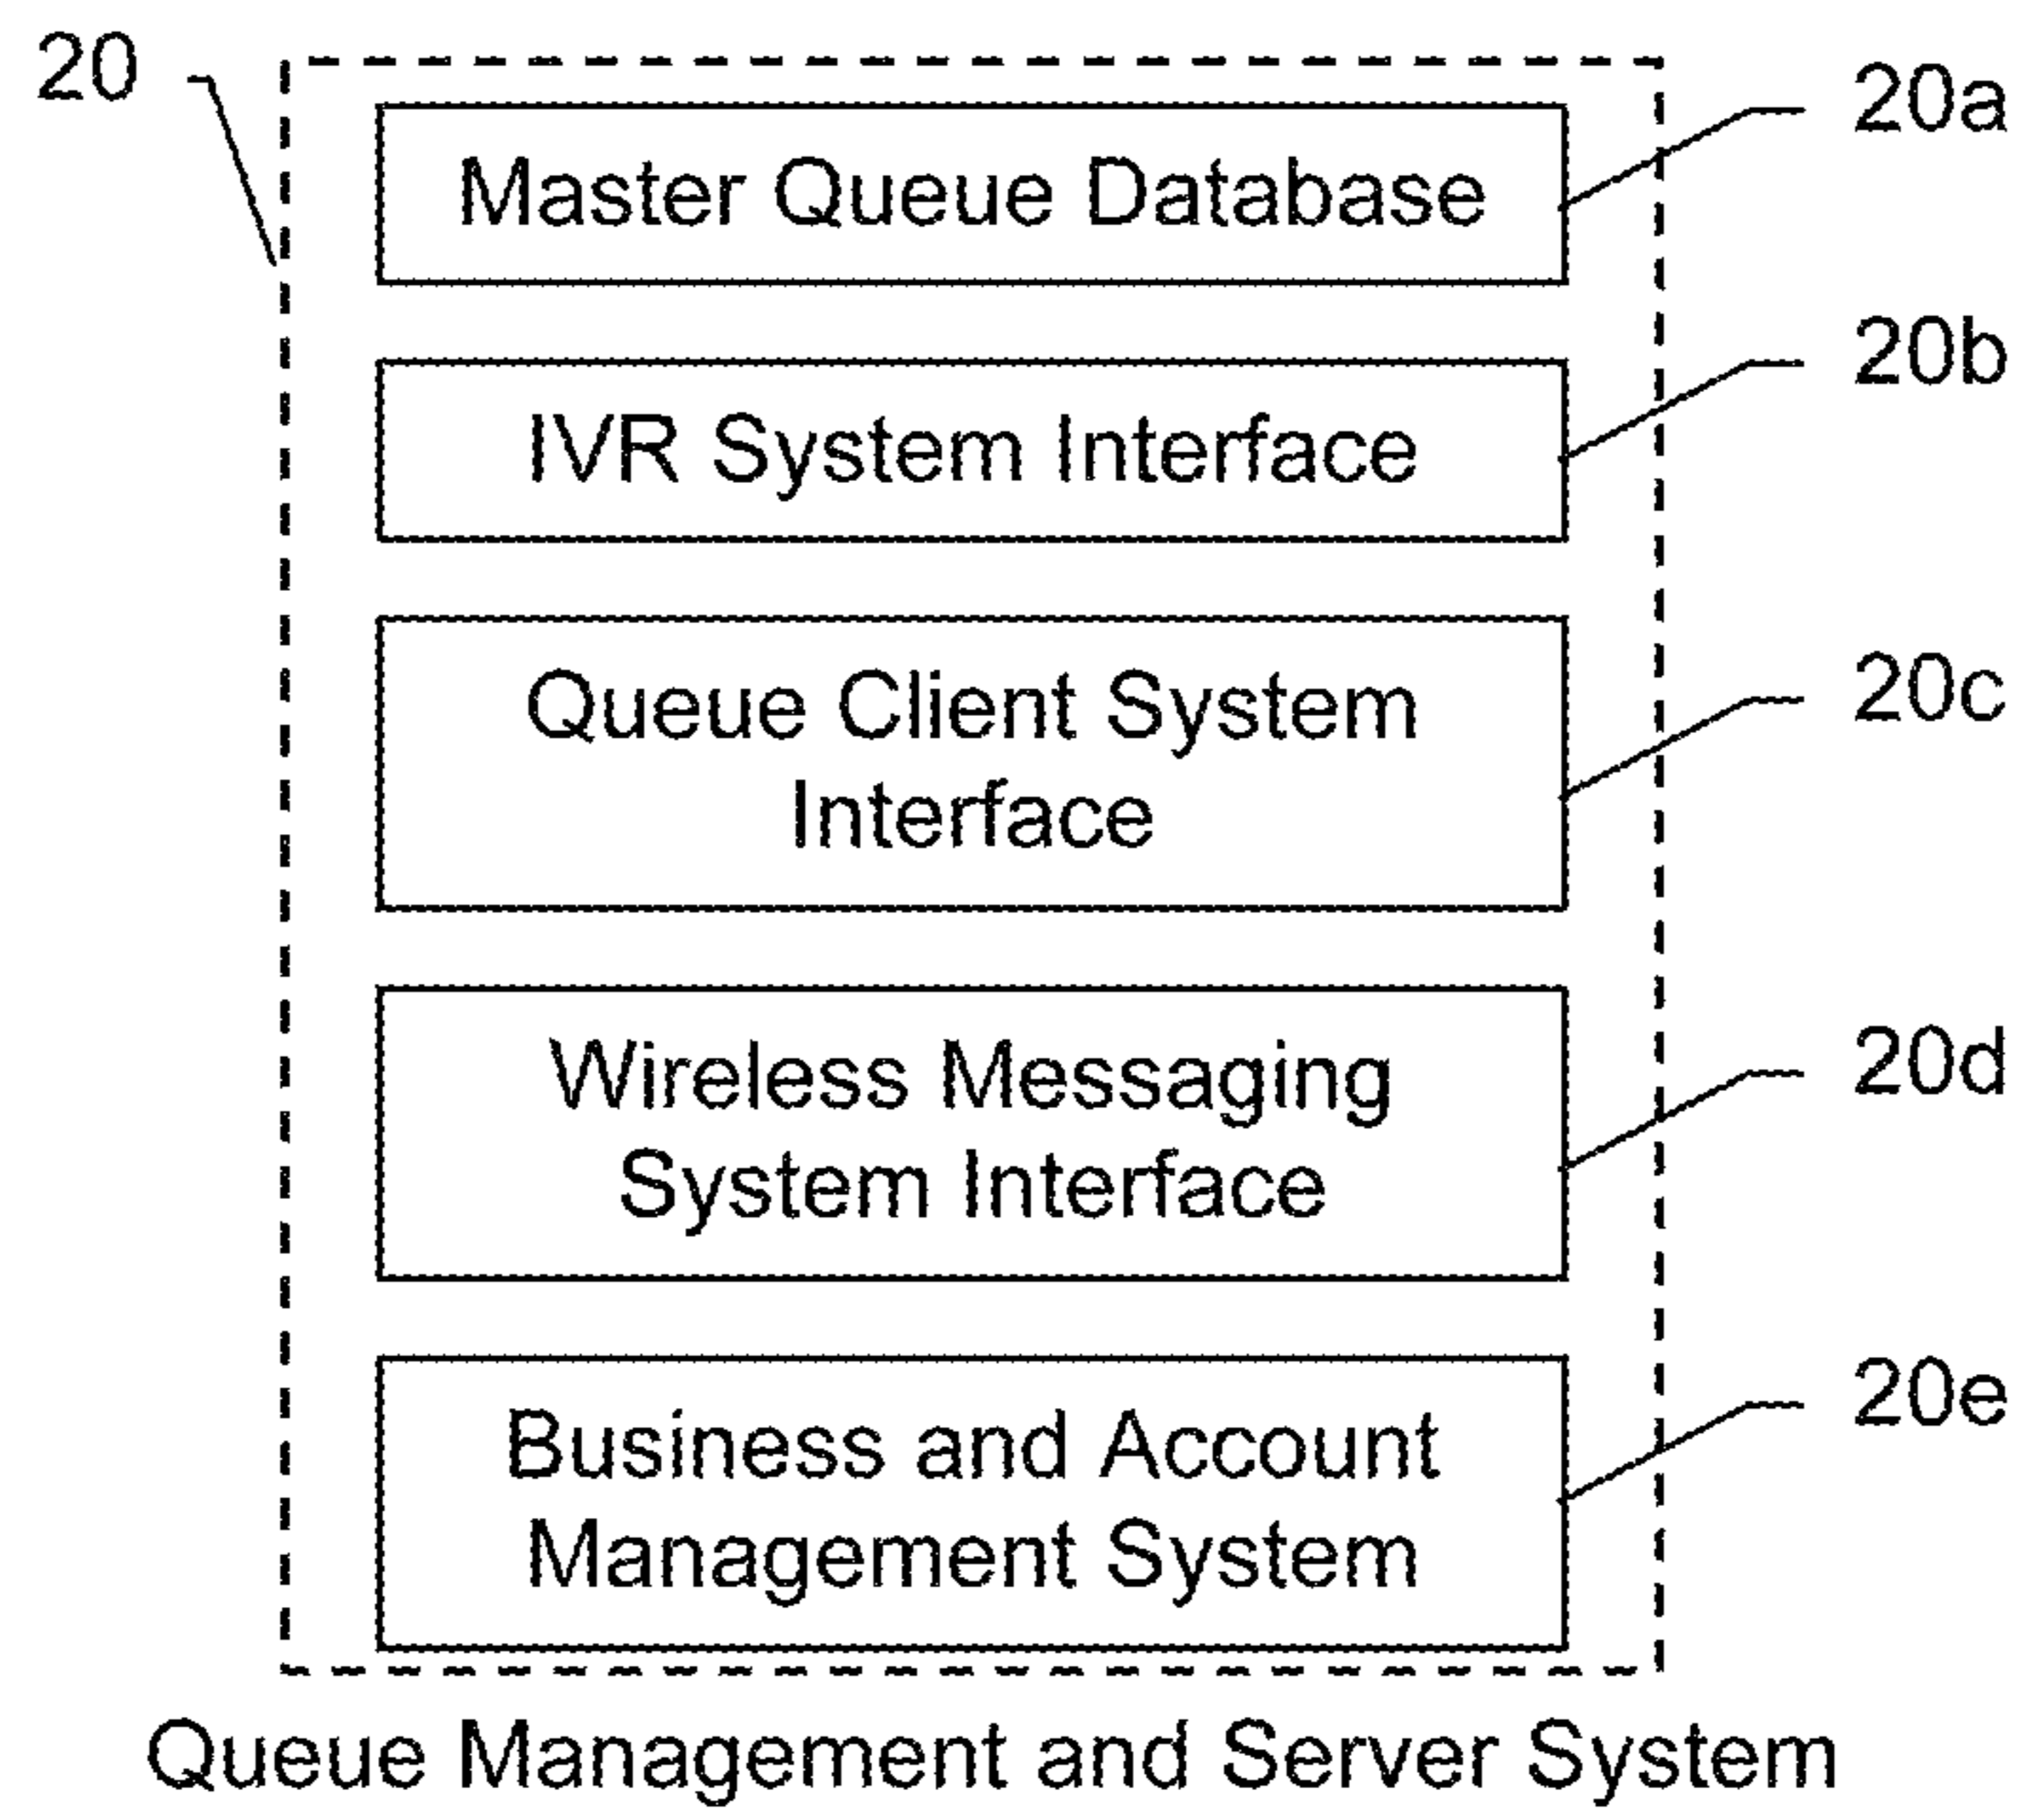 20
20a
Master Queue Database
20b
IVR System Interface
20c
Queue Client System
Interface
20d
Wireless Messaging
System Interface
20e
Business and Account
Management System
Queue Management and Server System